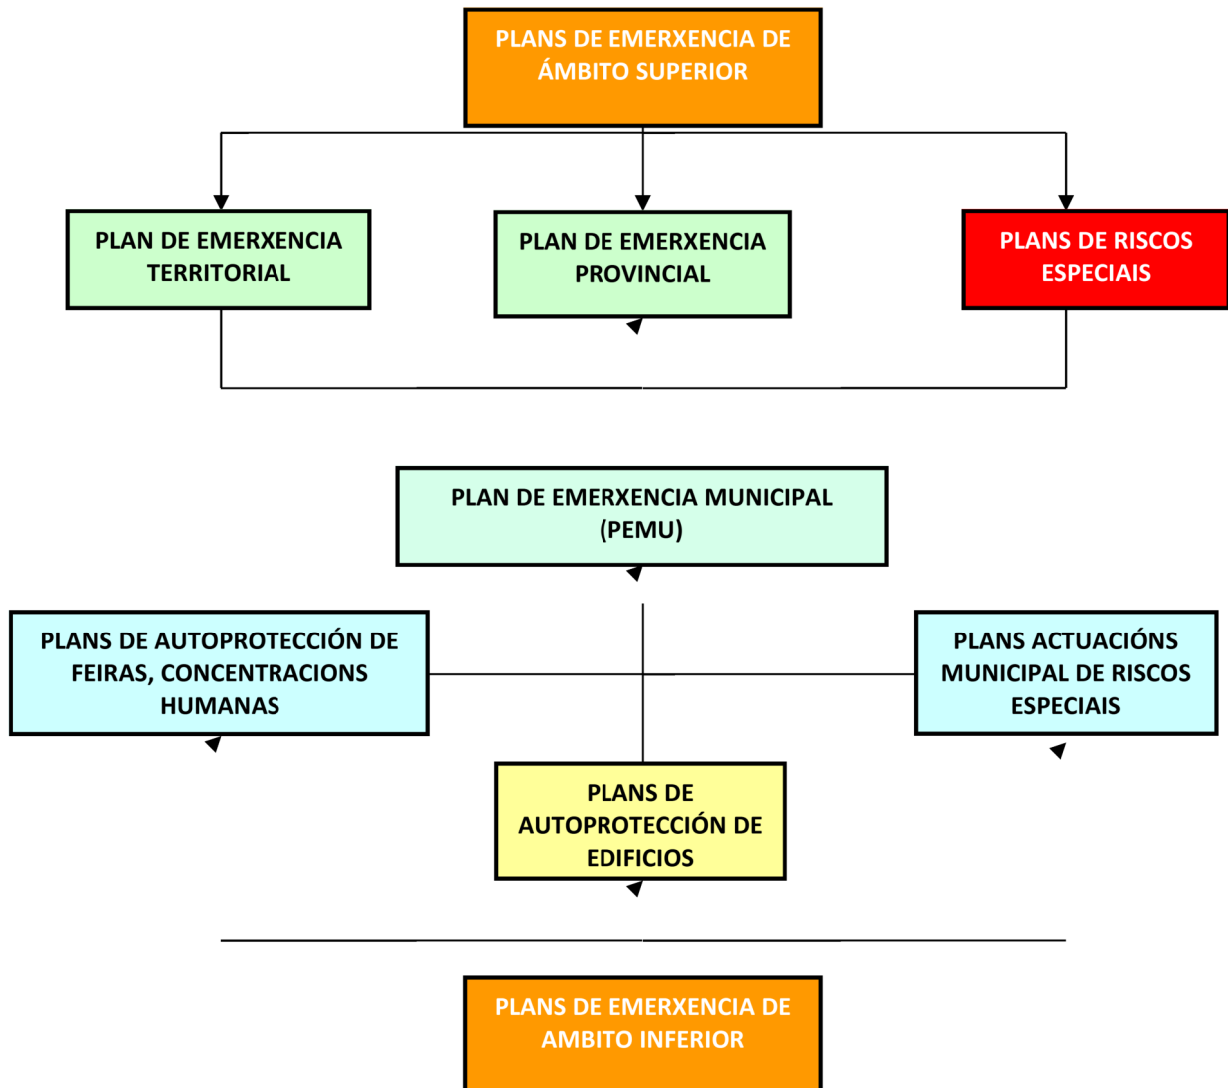 PLANS DE EMERXENCIA DE
ÁMBITO SUPERIOR
PLAN DE EMERXENCIA
TERRITORIAL
PLAN DE EMERXENCIA
PROVINCIAL
PLANS DE RISCOS
ESPECIAIS
PLAN DE EMERXENCIA MUNICIPAL
(PEMU)
PLANS DE AUTOPROTECCIÓN DE
FEIRAS, CONCENTRACIONS
HUMANAS
PLANS ACTUACIÓNS
MUNICIPAL DE RISCOS
ESPECIAIS
PLANS DE
AUTOPROTECCIÓN DE
EDIFICIOS
PLANS DE EMERXENCIA DE
AMBITO INFERIOR